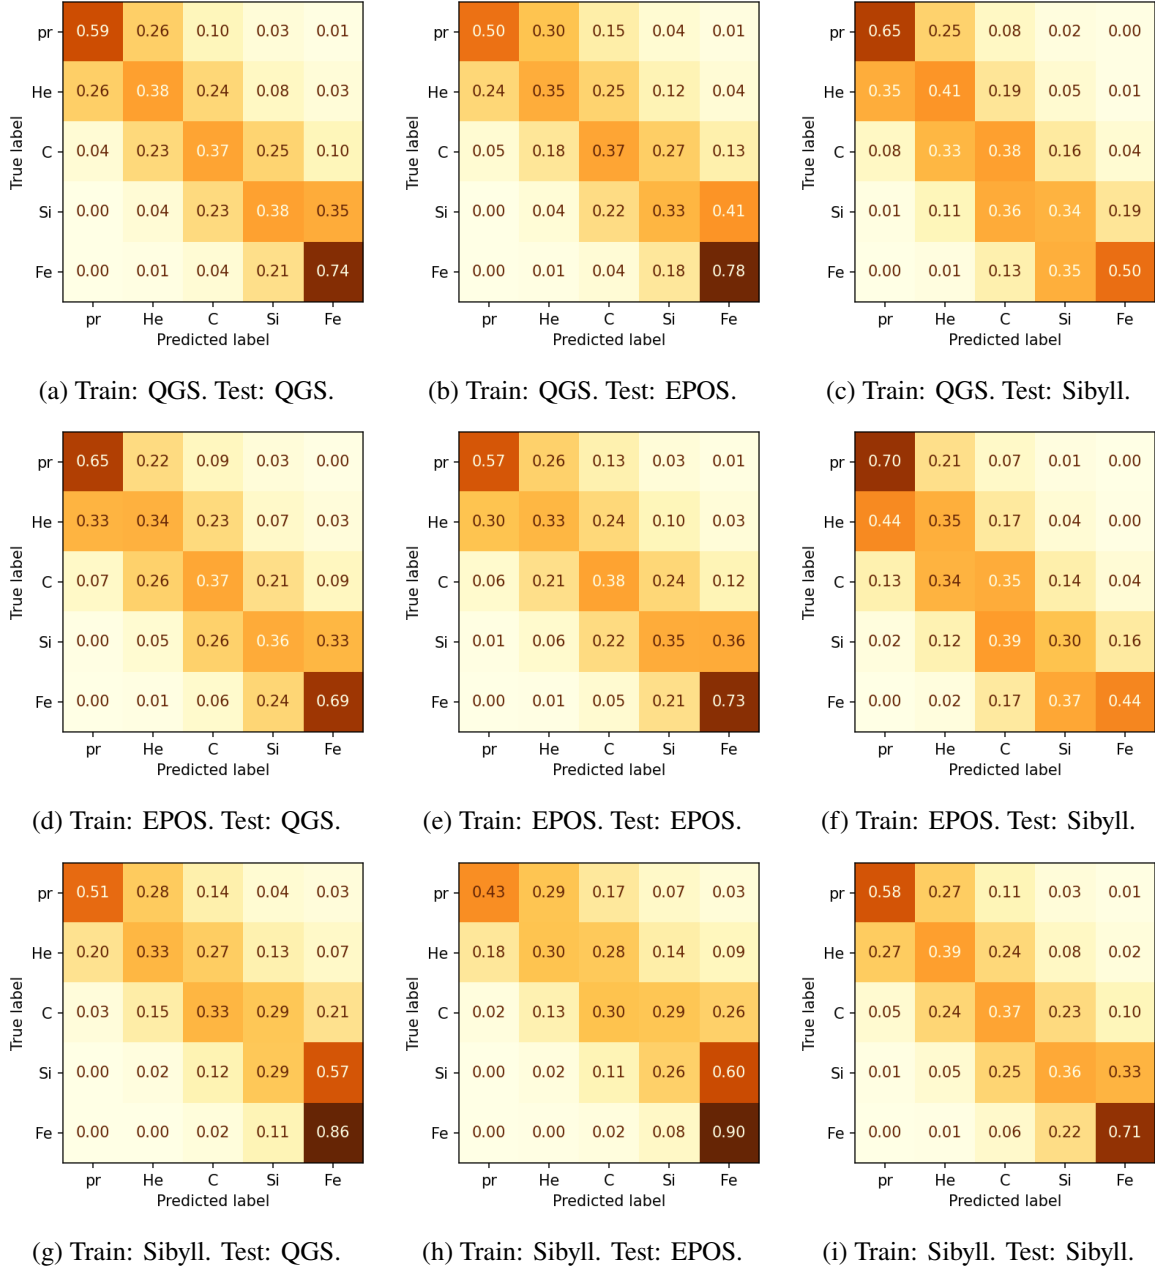 pr 0.59 0.26 0.10 0.03 0.01
He 0.26 0.38 0.24 0.08 0.03
C 0.04 0.23 0.37 0.25 0.10
Si 0.00 0.04 0.23 0.38 0.35
Fe 0.00 0.01 0.04 0.21 0.74
pr He C Si Fe
True label
Predicted label
(a) Train: QGS. Test: QGS.
pr 0.50 0.30 0.15 0.04 0.01
He 0.24 0.35 0.25 0.12 0.04
C 0.05 0.18 0.37 0.27 0.13
Si 0.00 0.04 0.22 0.33 0.41
Fe 0.00 0.01 0.04 0.18 0.78
pr He C Si Fe
True label
Predicted label
(b) Train: QGS. Test: EPOS.
pr 0.65 0.25 0.08 0.02 0.00
He 0.35 0.41 0.19 0.05 0.01
C 0.08 0.33 0.38 0.16 0.04
Si 0.01 0.11 0.36 0.34 0.19
Fe 0.00 0.01 0.13 0.35 0.50
pr He C Si Fe
True label
Predicted label
(c) Train: QGS. Test: Sibyll.
pr 0.65 0.22 0.09 0.03 0.00
He 0.33 0.34 0.23 0.07 0.03
C 0.07 0.26 0.37 0.21 0.09
Si 0.00 0.05 0.26 0.36 0.33
Fe 0.00 0.01 0.06 0.24 0.69
pr He C Si Fe
True label
Predicted label
(d) Train: EPOS. Test: QGS.
pr 0.57 0.26 0.13 0.03 0.01
He 0.30 0.33 0.24 0.10 0.03
C 0.06 0.21 0.38 0.24 0.12
Si 0.01 0.06 0.22 0.35 0.36
Fe 0.00 0.01 0.05 0.21 0.73
pr He C Si Fe
True label
Predicted label
(e) Train: EPOS. Test: EPOS.
pr 0.70 0.21 0.07 0.01 0.00
He 0.44 0.35 0.17 0.04 0.00
C 0.13 0.34 0.35 0.14 0.04
Si 0.02 0.12 0.39 0.30 0.16
Fe 0.00 0.02 0.17 0.37 0.44
pr He C Si Fe
True label
Predicted label
(f) Train: EPOS. Test: Sibyll.
pr 0.51 0.28 0.14 0.04 0.03
He 0.20 0.33 0.27 0.13 0.07
C 0.03 0.15 0.33 0.29 0.21
Si 0.00 0.02 0.12 0.29 0.57
Fe 0.00 0.00 0.02 0.11 0.86
pr He C Si Fe
True label
Predicted label
(g) Train: Sibyll. Test: QGS.
pr 0.43 0.29 0.17 0.07 0.03
He 0.18 0.30 0.28 0.14 0.09
C 0.02 0.13 0.30 0.29 0.26
Si 0.00 0.02 0.11 0.26 0.60
Fe 0.00 0.00 0.02 0.08 0.90
pr He C Si Fe
True label
Predicted label
(h) Train: Sibyll. Test: EPOS.
pr 0.58 0.27 0.11 0.03 0.01
He 0.27 0.39 0.24 0.08 0.02
C 0.05 0.24 0.37 0.23 0.10
Si 0.01 0.05 0.25 0.36 0.33
Fe 0.00 0.01 0.06 0.22 0.71
pr He C Si Fe
True label
Predicted label
(i) Train: Sibyll. Test: Sibyll.